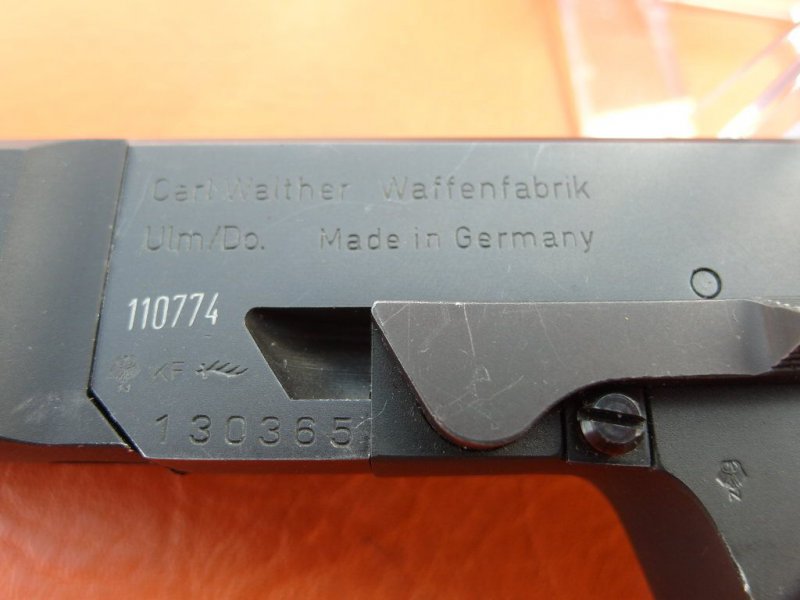 Carl Walther Waffenfabrik
Ulm/Do. Made in Germany
110774
KF
130365
N